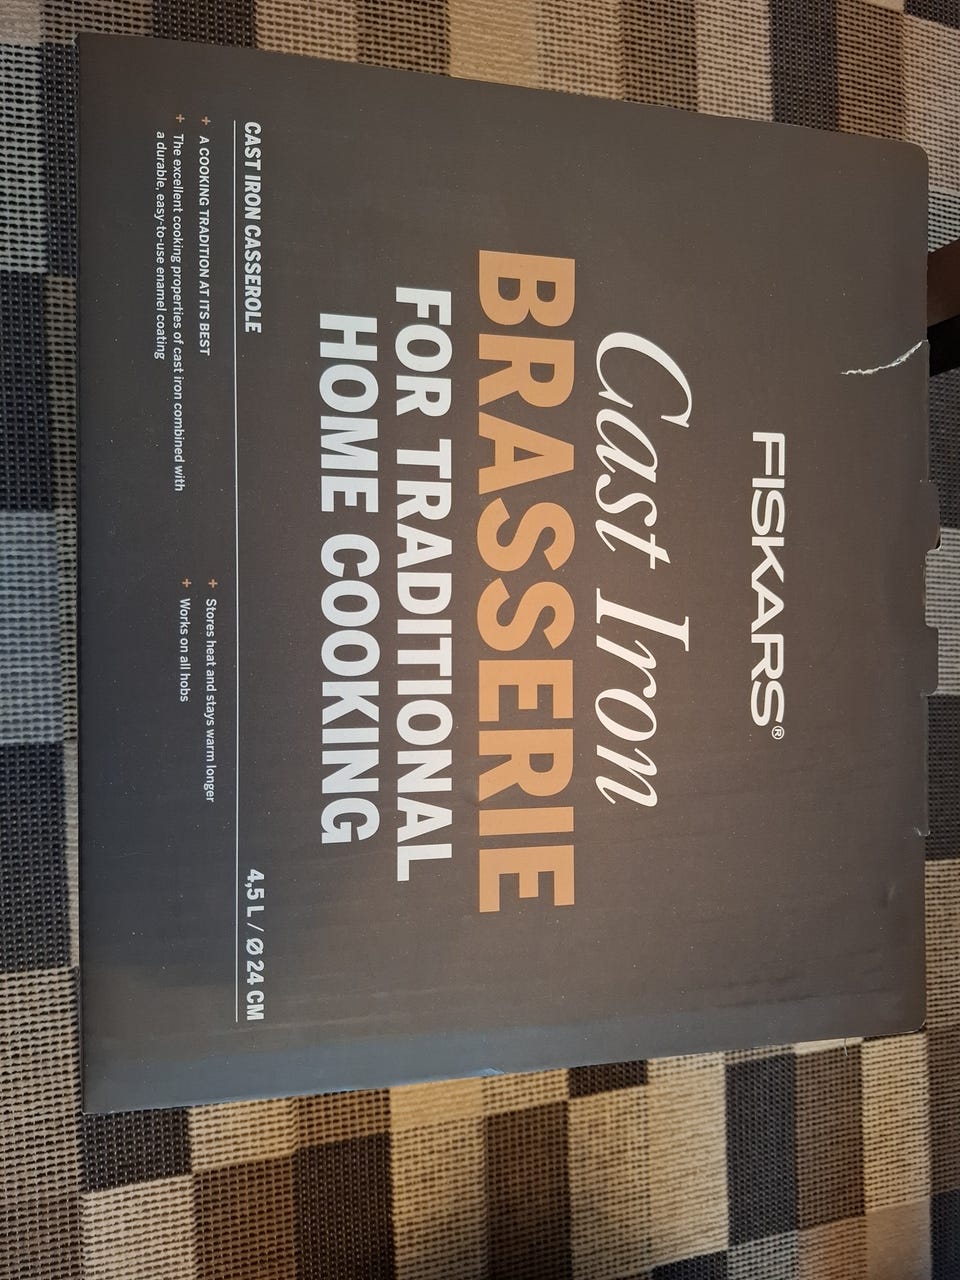 FISKARS®
Cast Iron
BRASSERIE
FOR TRADITIONAL
HOME COOKING
CAST IRON CASSEROLE
4,5 L / Ø 24 CM
+ A COOKING TRADITION AT ITS BEST
+ The excellent cooking properties of cast iron combined with
a durable, easy-to-use enamel coating
+ Stores heat and stays warm longer
+ Works on all hobs